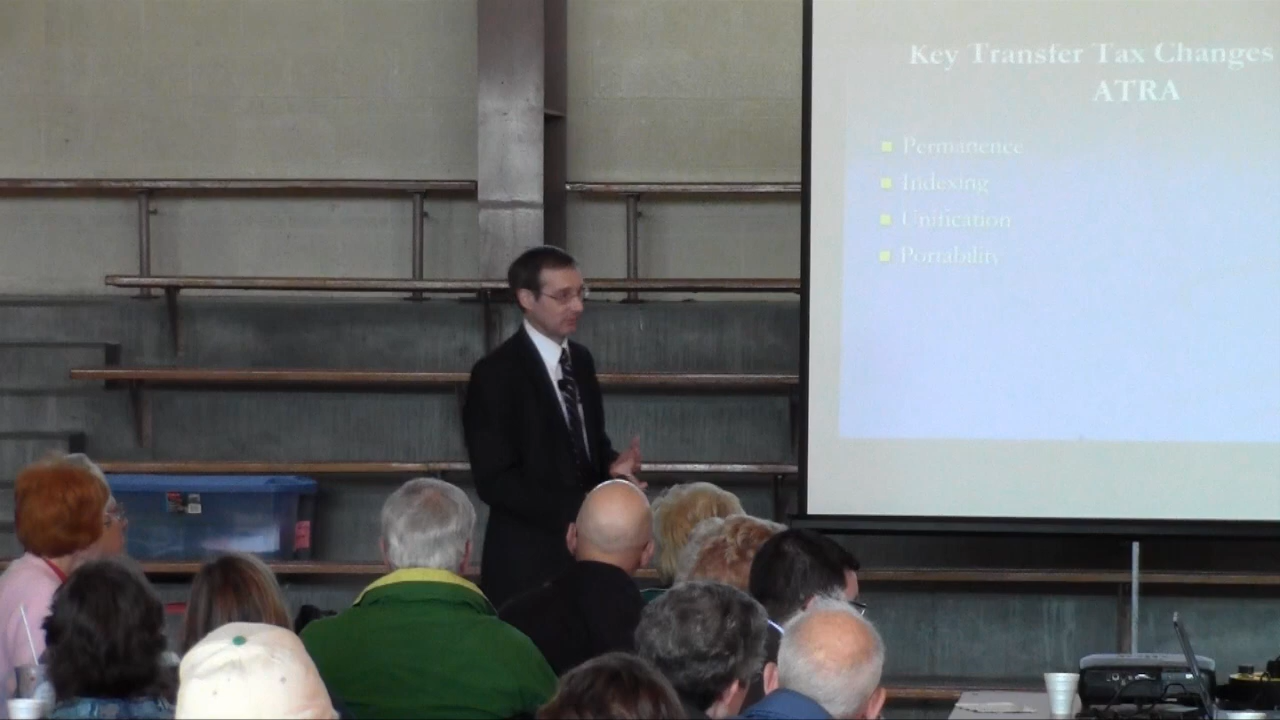 Key Transfer Tax Changes
ATRA
Permanence
Indexing
Unification
Portability